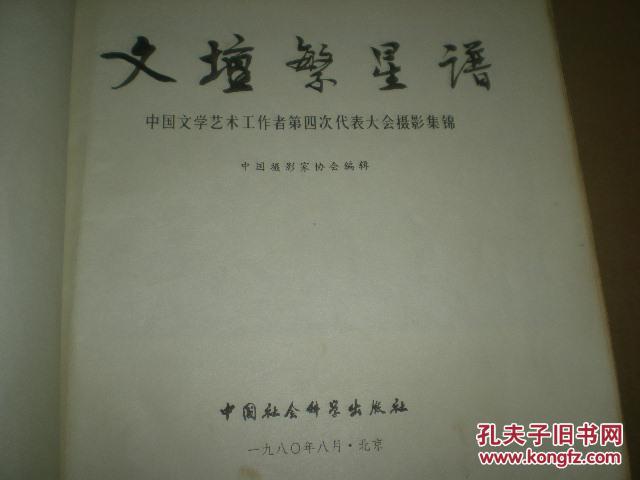 文坛繁星谱
中国文学艺术工作者第四次代表大会摄影集锦
中国摄影家协会编辑
中国社会科学出版社
一九八〇年八月·北京
孔夫子旧书网
www.kongfz.com